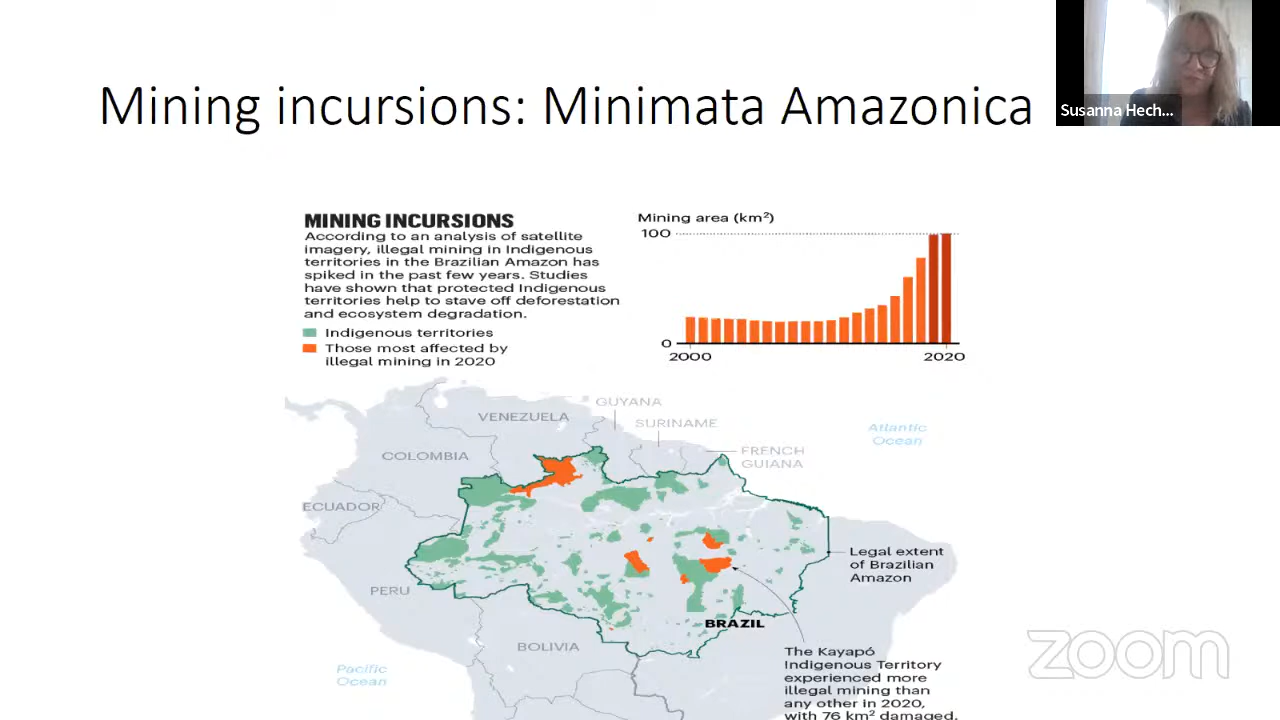 Mining incursions: Minimata Amazonica
Susanna Hech...
MINING INCURSIONS
According to an analysis of satellite
imagery, illegal mining in Indigenous
territories in the Brazilian Amazon has
spiked in the past few years. Studies
have shown that protected Indigenous
territories help to stave off deforestation
and ecosystem degradation.
Indigenous territories
Those most affected by
illegal mining in 2020
Mining area (km²)
100
0
2000
2020
GUYANA
VENEZUELA
SURINAME
Atlantic
Ocean
COLOMBIA
FRENCH
GUIANA
ECUADOR
Legal extent
of Brazilian
Amazon
PERU
BRAZIL
BOLIVIA
The Kayapó
Indigenous Territory
experienced more
illegal mining than
any other in 2020,
with 76 km² damaged.
Pacific
Ocean
zoom